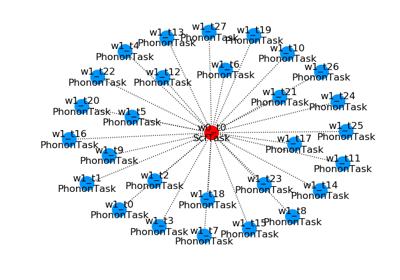 w1_t27
PhononTask
w1_t13
PhononTask
w1_t19
PhononTask
w1_t4
PhononTask
w1_t10
PhononTask
w1_t6
PhononTask
w1_t26
PhononTask
w1_t22
PhononTask
w1_t12
PhononTask
w1_t21
PhononTask
w1_t24
PhononTask
w1_t20
PhononTask
w1_t5
PhononTask
w0_t0
ScfTask
w1_t25
PhononTask
w1_t16
PhononTask
w1_t17
PhononTask
w1_t9
PhononTask
w1_t11
PhononTask
w1_t1
PhononTask
w1_t2
PhononTask
w1_t23
PhononTask
w1_t14
PhononTask
w1_t18
PhononTask
w1_t0
PhononTask
w1_t8
PhononTask
w1_t3
PhononTask
w1_t15
PhononTask
w1_t7
PhononTask